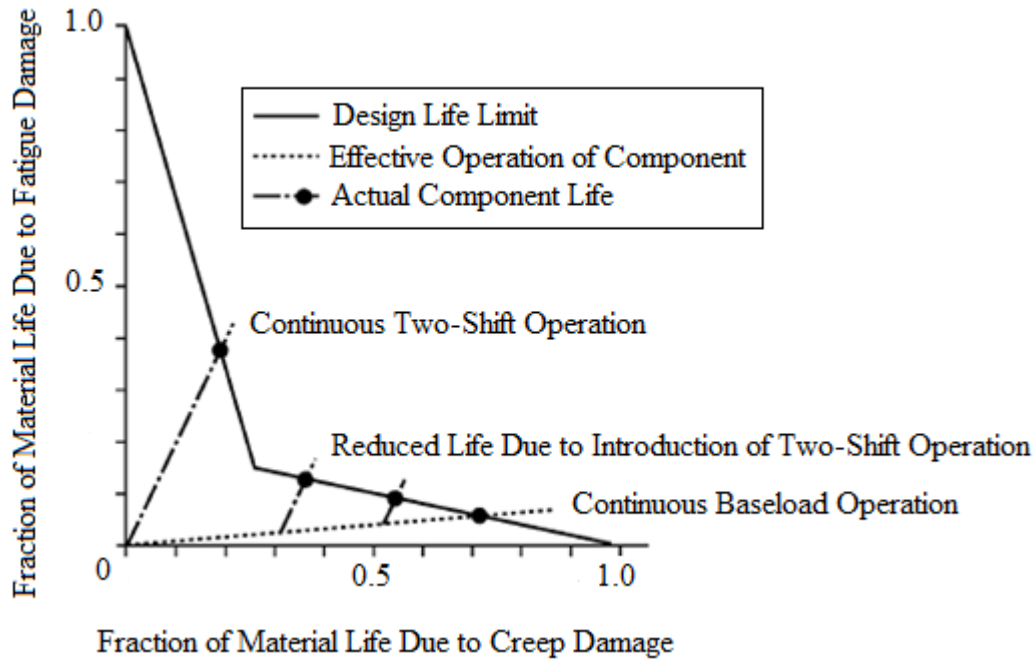 Fraction of Material Life Due to Fatigue Damage
1.0
Design Life Limit
Effective Operation of Component
Actual Component Life
0.5
Continuous Two-Shift Operation
Reduced Life Due to Introduction of Two-Shift Operation
Continuous Baseload Operation
0
0.5
1.0
Fraction of Material Life Due to Creep Damage